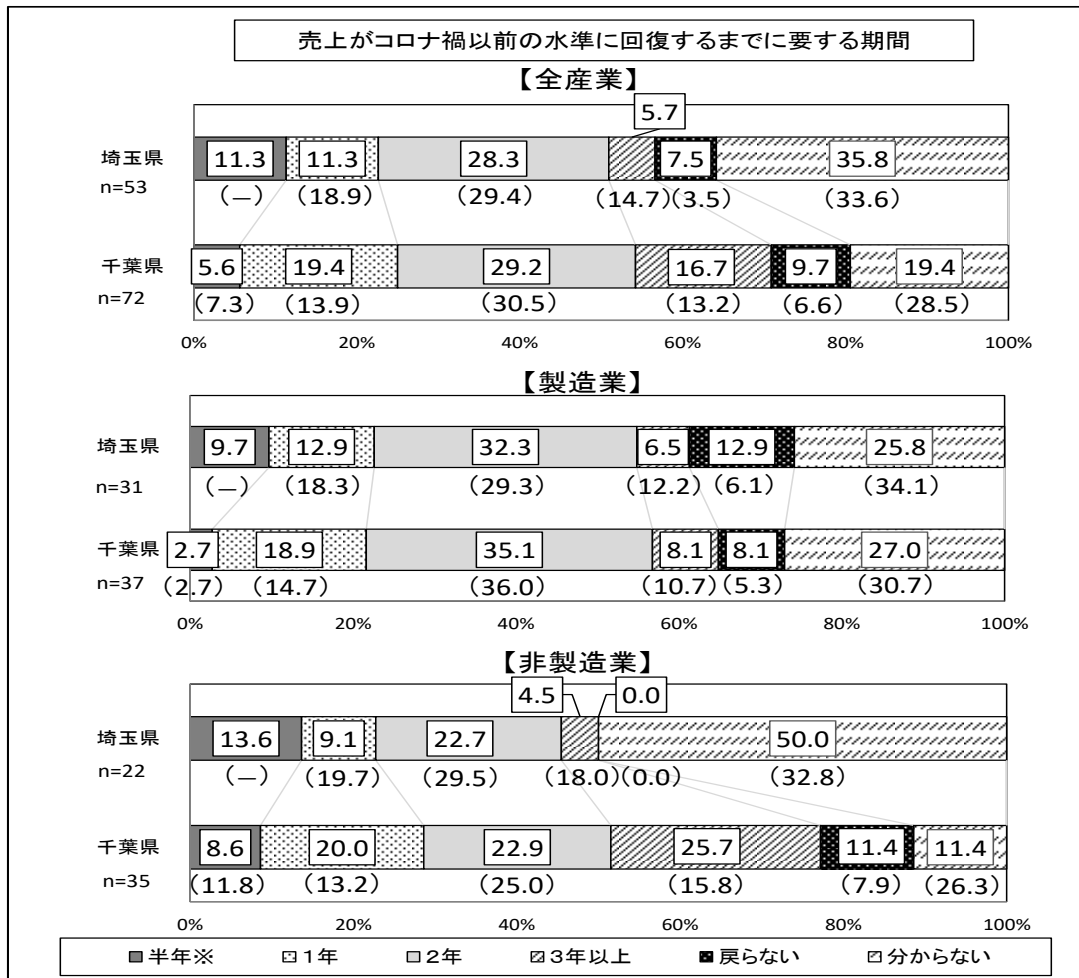 売上がコロナ禍以前の水準に回復するまでに要する期間
【全産業】
5.7
埼玉県 11.3 11.3 28.3 7.5 35.8
n=53 (―) (18.9) (29.4) (14.7) (3.5) (33.6)
千葉県 5.6 19.4 29.2 16.7 9.7 19.4
n=72 (7.3) (13.9) (30.5) (13.2) (6.6) (28.5)
0% 20% 40% 60% 80% 100%
【製造業】
埼玉県 9.7 12.9 32.3 6.5 12.9 25.8
n=31 (―) (18.3) (29.3) (12.2) (6.1) (34.1)
千葉県 2.7 18.9 35.1 8.1 8.1 27.0
n=37 (2.7) (14.7) (36.0) (10.7) (5.3) (30.7)
0% 20% 40% 60% 80% 100%
【非製造業】
4.5 0.0
埼玉県 13.6 9.1 22.7 50.0
n=22 (―) (19.7) (29.5) (18.0) (0.0) (32.8)
千葉県 8.6 20.0 22.9 25.7 11.4 11.4
n=35 (11.8) (13.2) (25.0) (15.8) (7.9) (26.3)
0% 20% 40% 60% 80% 100%
半年※ 1年 2年 3年以上 戻らない 分からない